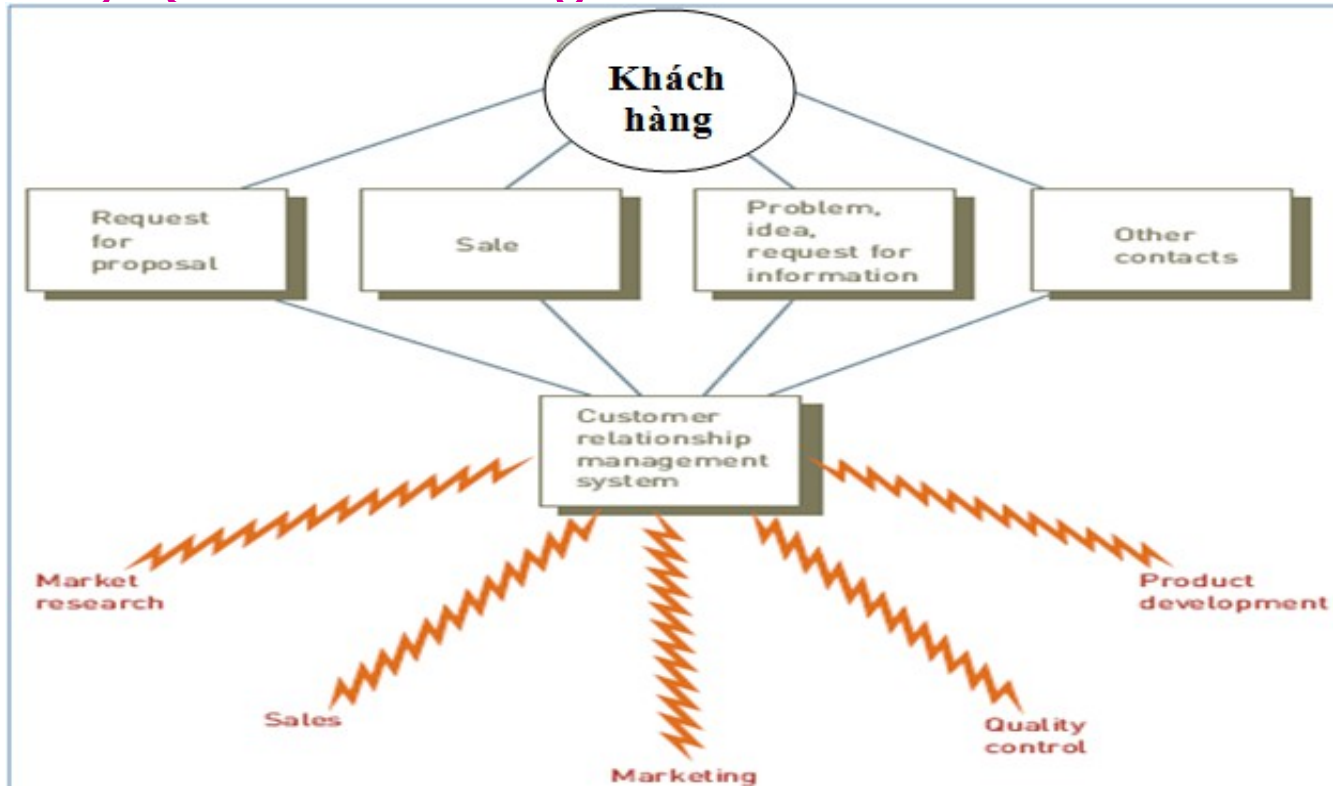 Khách
hàng
Request
for
proposal
Sale
Problem,
idea,
request for
information
Other
contacts
Customer
relationship
management
system
Market
research
Sales
Marketing
Quality
control
Product
development